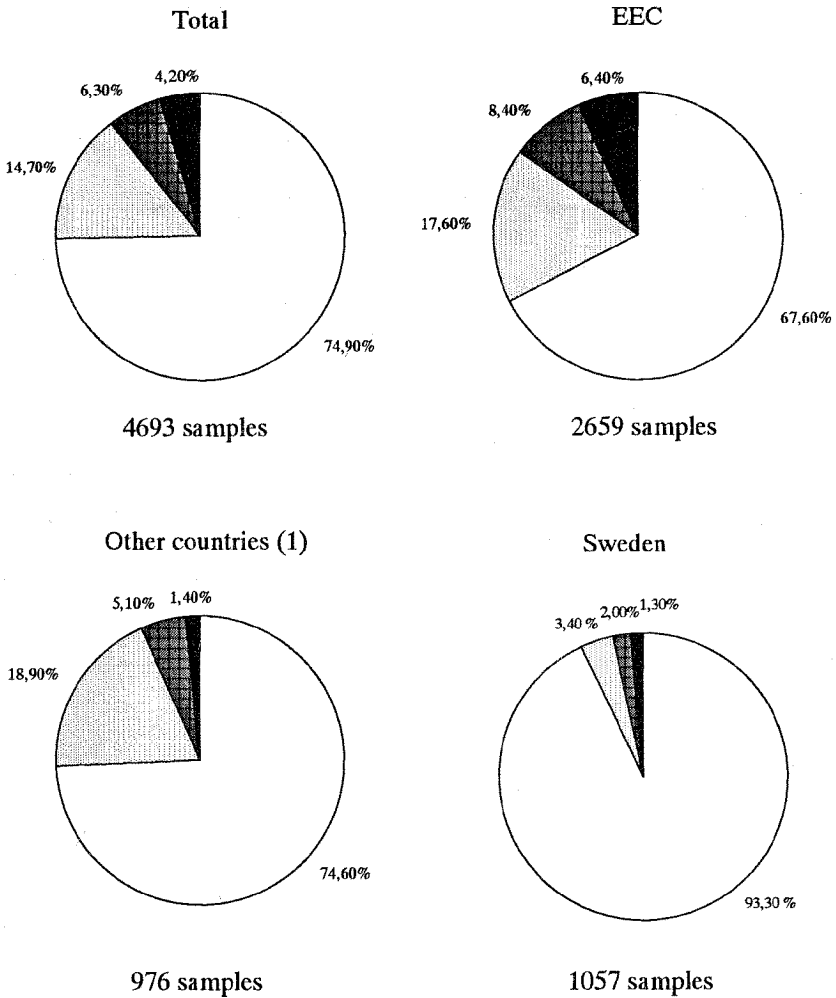 Total
4,20%
6,30%
14,70%
74,90%
4693 samples
EEC
6,40%
8,40%
17,60%
67,60%
2659 samples
Other countries (1)
1,40%
5,10%
18,90%
74,60%
976 samples
Sweden
1,30%
2,00%
3,40 %
93,30 %
1057 samples